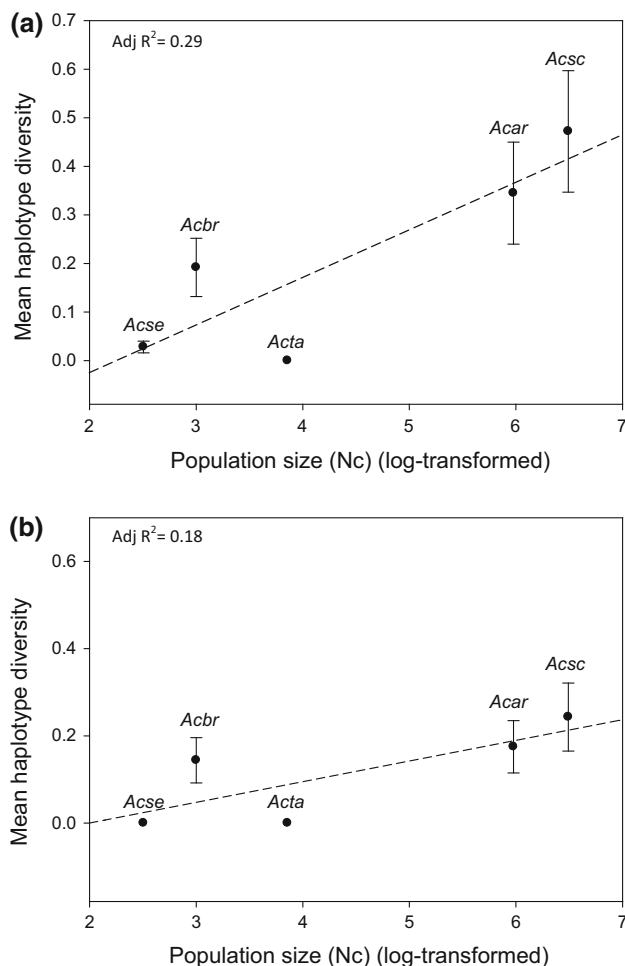 (a)
Adj R²= 0.29
Mean haplotype diversity
0.7
0.6
0.5
0.4
0.3
0.2
0.1
0.0
Acse
Acbr
Acta
Acar
Acsc
2 3 4 5 6 7
Population size (Nc) (log-transformed)
(b)
Adj R²= 0.18
Mean haplotype diversity
0.6
0.4
0.2
0.0
Acse
Acbr
Acta
Acar
Acsc
2 3 4 5 6 7
Population size (Nc) (log-transformed)